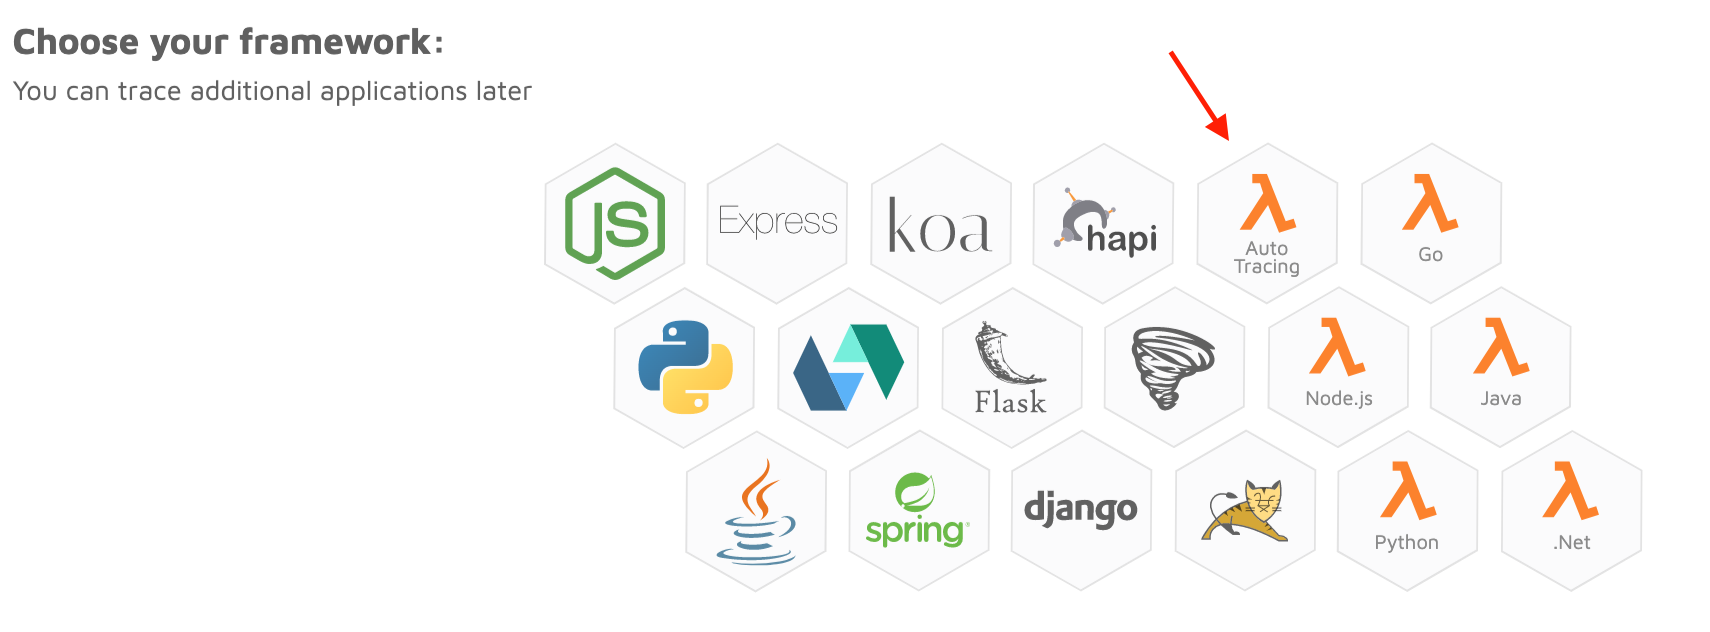 Choose your framework:
You can trace additional applications later
JS
Express
koa
hapi
Auto
Tracing
Go
Flask
Node.js
Java
spring
django
Python
.Net